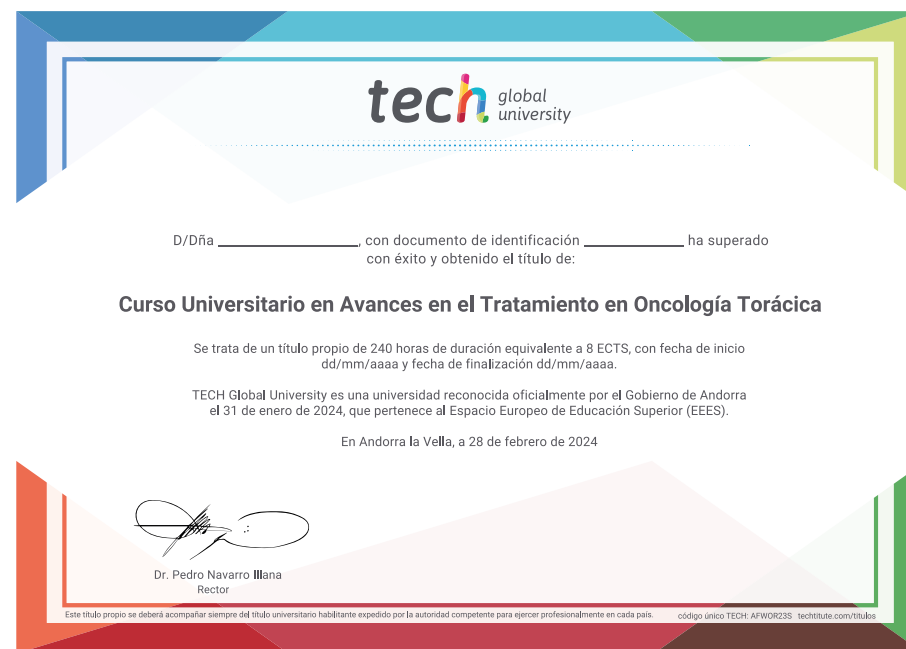 tech global university
D/Dña ____________________, con documento de identificación ______________ ha superado
con éxito y obtenido el título de:
Curso Universitario en Avances en el Tratamiento en Oncología Torácica
Se trata de un título propio de 240 horas de duración equivalente a 8 ECTS, con fecha de inicio
dd/mm/aaaa y fecha de finalización dd/mm/aaaa.
TECH Global University es una universidad reconocida oficialmente por el Gobierno de Andorra
el 31 de enero de 2024, que pertenece al Espacio Europeo de Educación Superior (EEES).
En Andorra la Vella, a 28 de febrero de 2024
Dr. Pedro Navarro Illana
Rector
Este título propio se deberá acompañar siempre del título universitario habilitante expedido por la autoridad competente para ejercer profesionalmente en cada país. código único TECH: AFWOR23S techtitute.com/titulos